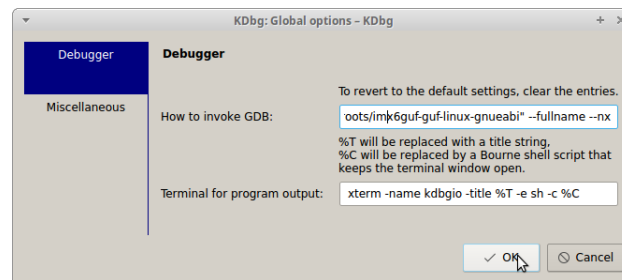 KDbg: Global options – KDbg
Debugger
Miscellaneous
Debugger
To revert to the default settings, clear the entries.
How to invoke GDB:
oots/imx6guf-guf-linux-gnueabi" --fullname --nx
%T will be replaced with a title string,
%C will be replaced by a Bourne shell script that
keeps the terminal window open.
Terminal for program output:
xterm -name kdbgio -title %T -e sh -c %C
OK
Cancel